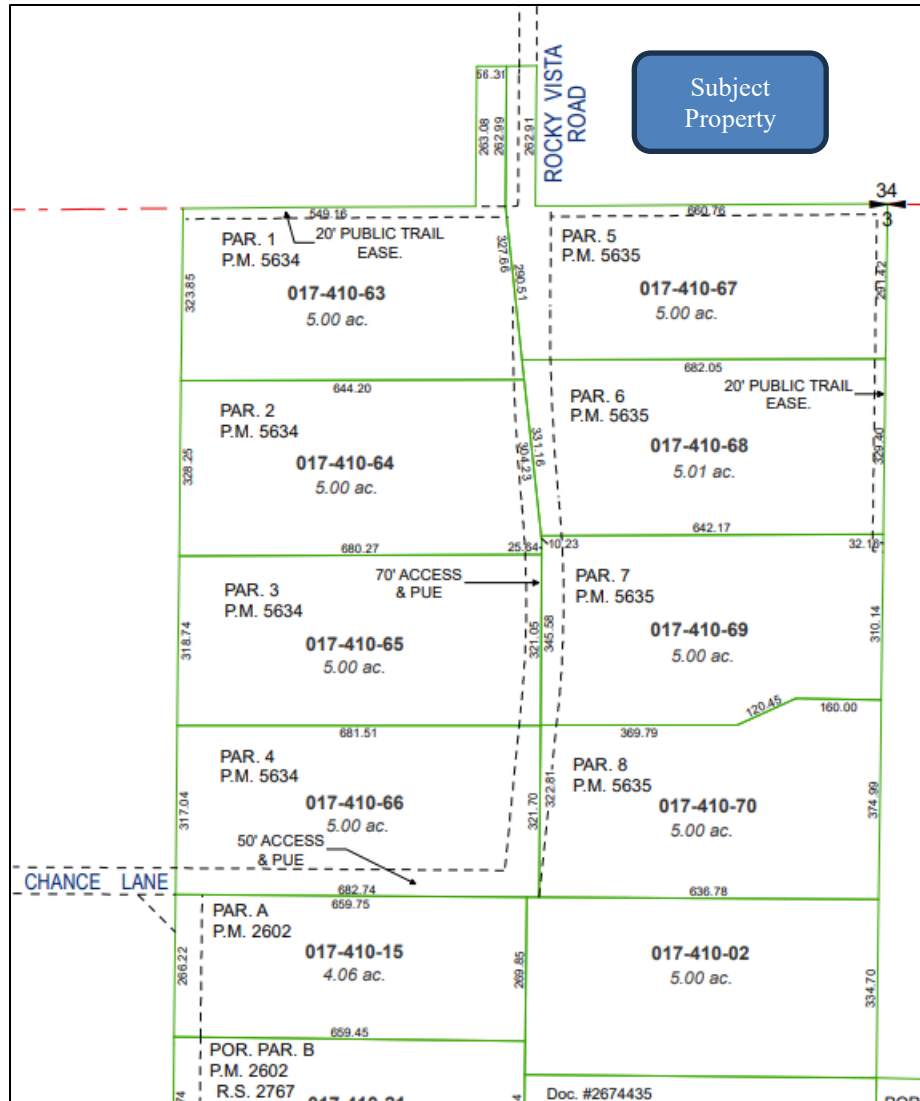 56.31
263.08
262.99
262.91
ROCKY VISTA
ROAD
Subject
Property
34
3
549.16
660.76
20' PUBLIC TRAIL
EASE.
PAR. 1
P.M. 5634
017-410-63
5.00 ac.
323.85
327.66
290.51
PAR. 5
P.M. 5635
017-410-67
5.00 ac.
291.42
644.20
682.05
PAR. 2
P.M. 5634
017-410-64
5.00 ac.
328.25
304.23
331.16
PAR. 6
P.M. 5635
017-410-68
5.01 ac.
20' PUBLIC TRAIL
EASE.
329.40
642.17
680.27
25.64
10.23
32.18
70' ACCESS
& PUE
PAR. 3
P.M. 5634
017-410-65
5.00 ac.
318.74
321.05
345.58
PAR. 7
P.M. 5635
017-410-69
5.00 ac.
310.14
681.51
369.79
120.45
160.00
PAR. 4
P.M. 5634
017-410-66
5.00 ac.
317.04
321.70
322.81
50' ACCESS
& PUE
PAR. 8
P.M. 5635
017-410-70
5.00 ac.
374.99
CHANCE LANE
682.74
659.75
636.78
PAR. A
P.M. 2602
017-410-15
4.06 ac.
266.22
269.85
017-410-02
5.00 ac.
334.70
659.45
POR. PAR. B
P.M. 2602
R.S. 2767
74
4
Doc. #2674435